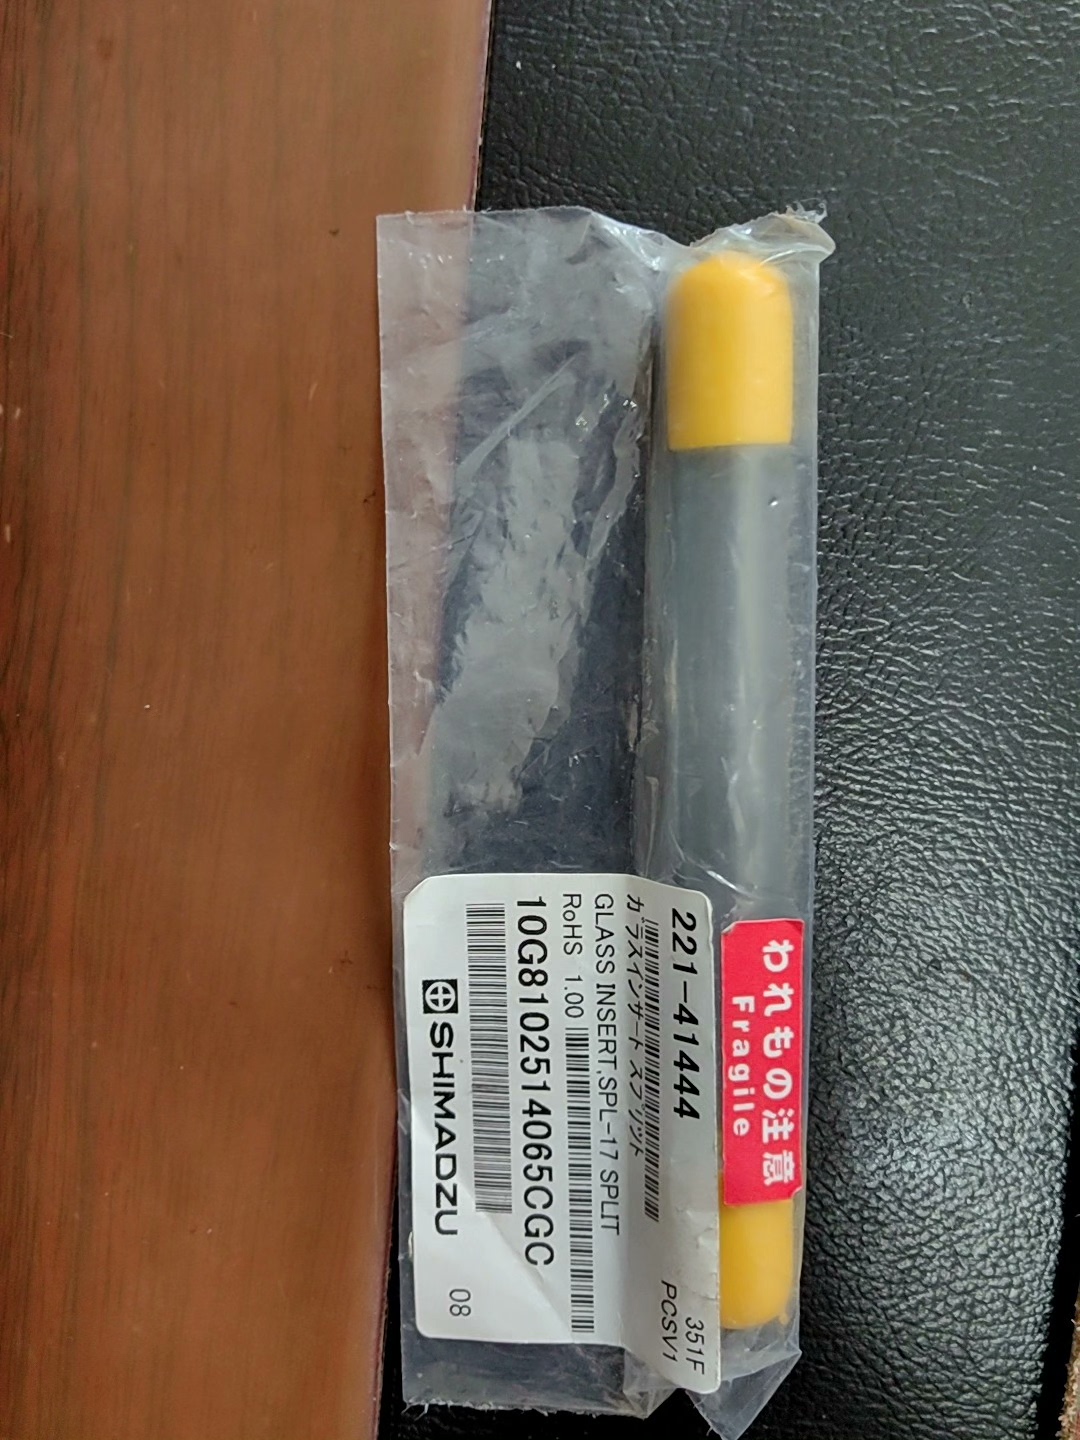 221-41444
351F
ガラスインサート スプリット
PCSV1
GLASS INSERT,SPL-17 SPLIT
RoHS 1.00
10G8102514065CGC
SHIMADZU
08
われもの注意
Fragile